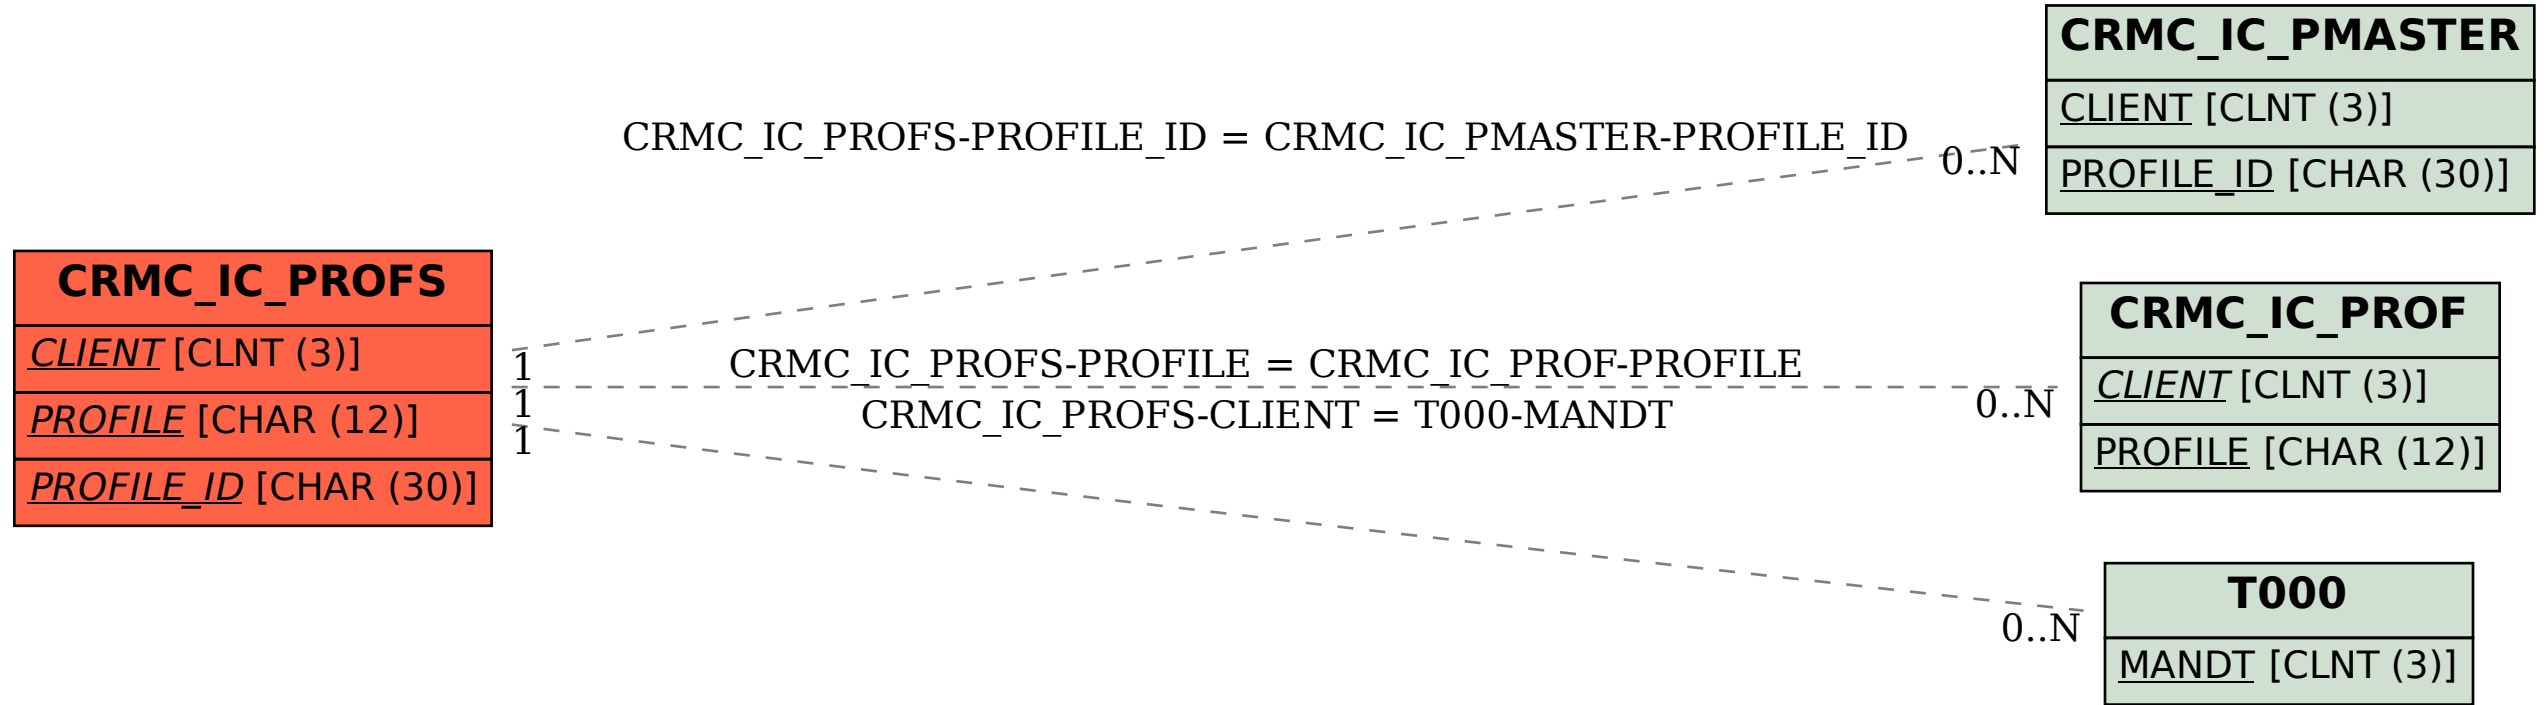 CRMC_IC_PMASTER
CLIENT [CLNT (3)]
PROFILE_ID [CHAR (30)]
CRMC_IC_PROFS-PROFILE_ID = CRMC_IC_PMASTER-PROFILE_ID
0..N
CRMC_IC_PROFS
CLIENT [CLNT (3)]
PROFILE [CHAR (12)]
PROFILE_ID [CHAR (30)]
1
1
1
CRMC_IC_PROFS-PROFILE = CRMC_IC_PROF-PROFILE
0..N
CRMC_IC_PROFS-CLIENT = T000-MANDT
0..N
CRMC_IC_PROF
CLIENT [CLNT (3)]
PROFILE [CHAR (12)]
T000
MANDT [CLNT (3)]